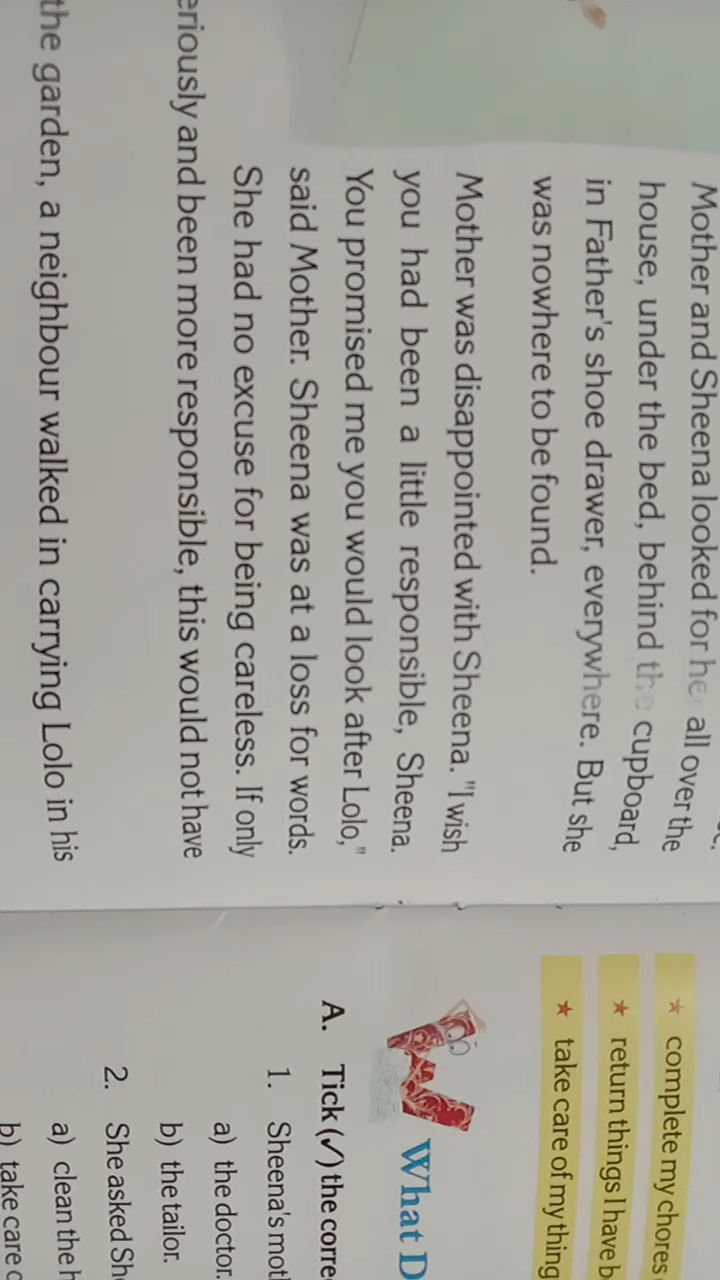 Mother and Sheena looked for her all over the
house, under the bed, behind the cupboard,
in Father's shoe drawer, everywhere. But she
was nowhere to be found.
Mother was disappointed with Sheena. "I wish
you had been a little responsible, Sheena.
You promised me you would look after Lolo,"
said Mother. Sheena was at a loss for words.
She had no excuse for being careless. If only
eriously and been more responsible, this would not have
the garden, a neighbour walked in carrying Lolo in his
★ complete my chores
★ return things I have b
★ take care of my thing
What D
A. Tick (✓) the corre
1. Sheena's mot
a) the doctor.
b) the tailor.
2. She asked Sh
a) clean the h
b) take care